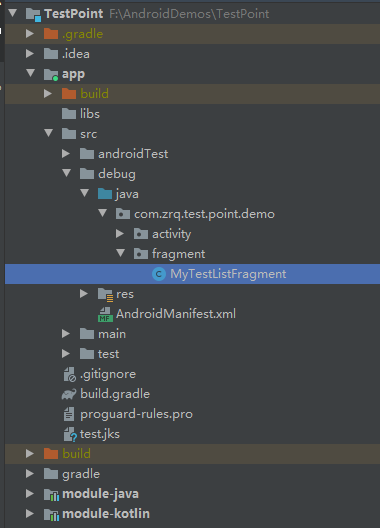 TestPoint F:\AndroidDemos\TestPoint
.gradle
.idea
app
build
libs
src
androidTest
debug
java
com.zrq.test.point.demo
activity
fragment
MyTestListFragment
res
AndroidManifest.xml
main
test
.gitignore
build.gradle
proguard-rules.pro
test.jks
build
gradle
module-java
module-kotlin